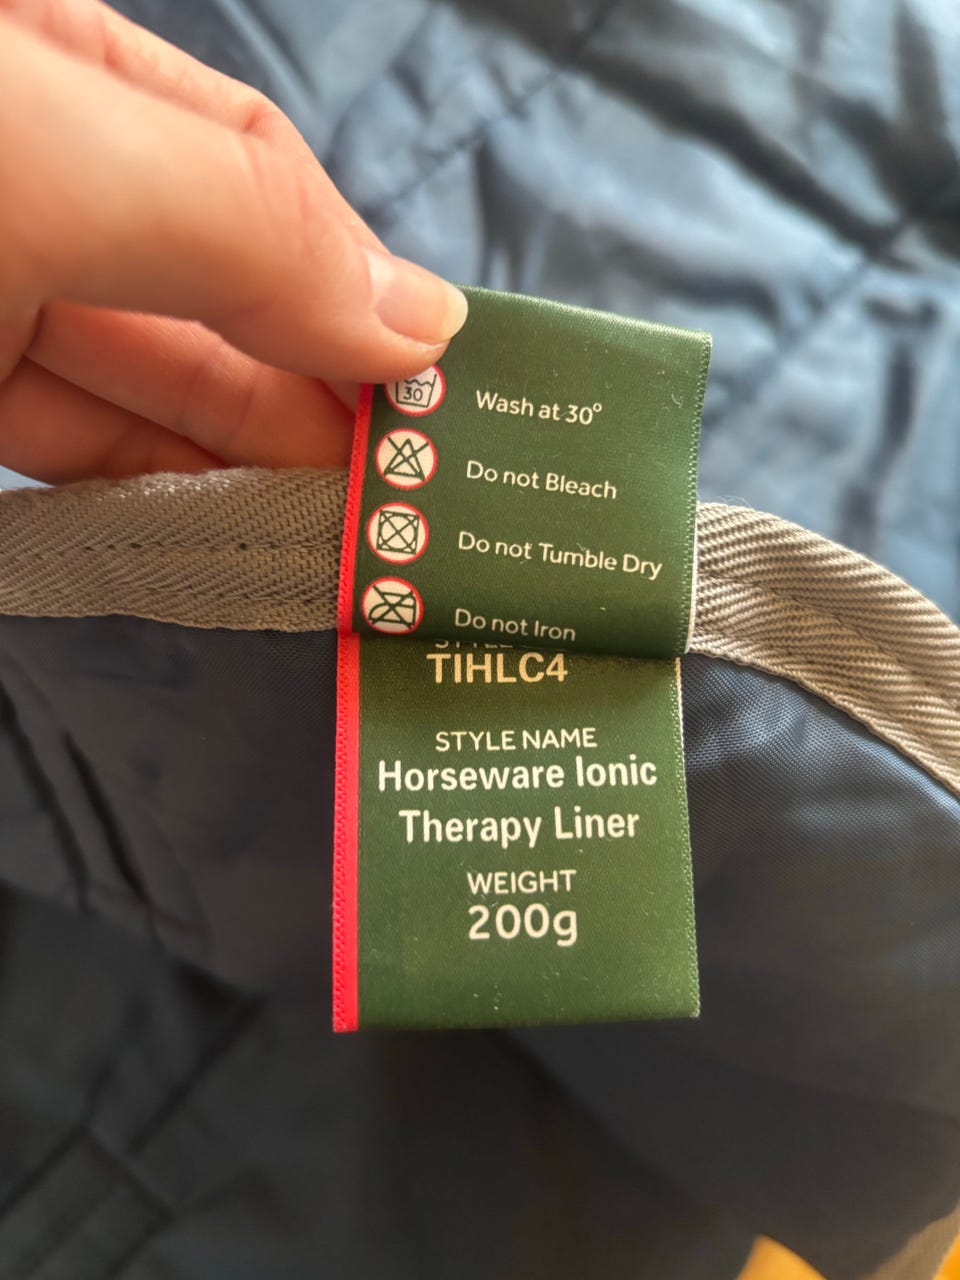 30
Wash at 30°
Do not Bleach
Do not Tumble Dry
Do not Iron
TIHLC4
STYLE NAME
Horseware Ionic
Therapy Liner
WEIGHT
200g